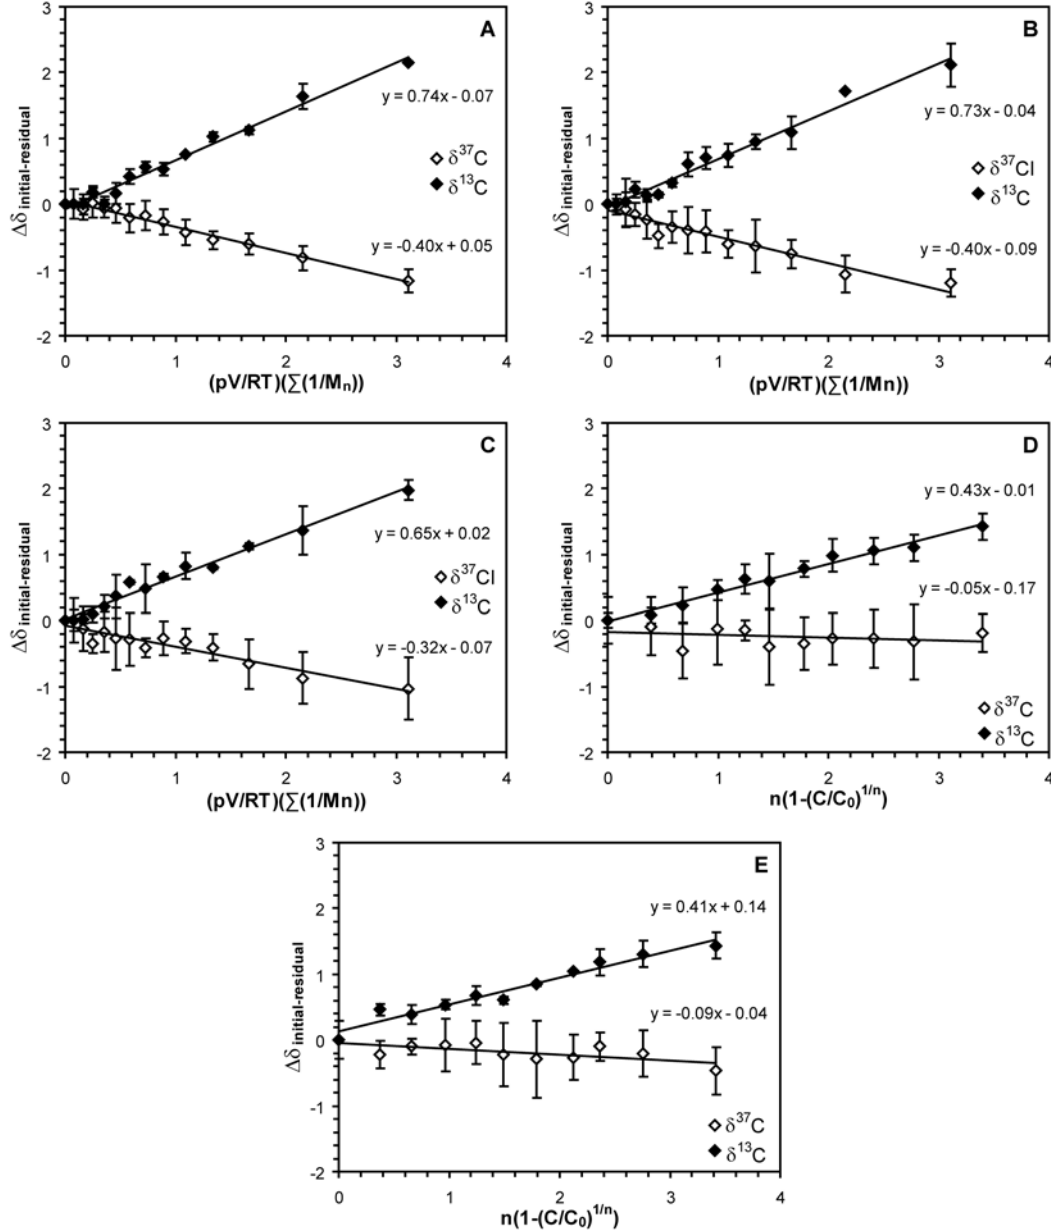 A
3
2
1
0
-1
-2
0
1
2
3
4
y = 0.74x - 0.07
δ³⁷C
δ¹³C
y = -0.40x + 0.05
Δδ initial-residual
(pV/RT)(∑(1/Mₙ))
B
3
2
1
0
-1
-2
0
1
2
3
4
y = 0.73x - 0.04
δ³⁷Cl
δ¹³C
y = -0.40x - 0.09
Δδ initial-residual
(pV/RT)(∑(1/Mn))
C
3
2
1
0
-1
-2
0
1
2
3
4
y = 0.65x + 0.02
δ³⁷Cl
δ¹³C
y = -0.32x - 0.07
Δδ initial-residual
(pV/RT)(∑(1/Mn))
D
3
2
1
0
-1
-2
0
1
2
3
4
y = 0.43x - 0.01
y = -0.05x - 0.17
δ³⁷C
δ¹³C
Δδ initial-residual
n(1-(C/C₀)¹/ⁿ)
E
3
2
1
0
-1
-2
0
1
2
3
4
y = 0.41x + 0.14
y = -0.09x - 0.04
δ³⁷C
δ¹³C
Δδ initial-residual
n(1-(C/C₀)¹/ⁿ)